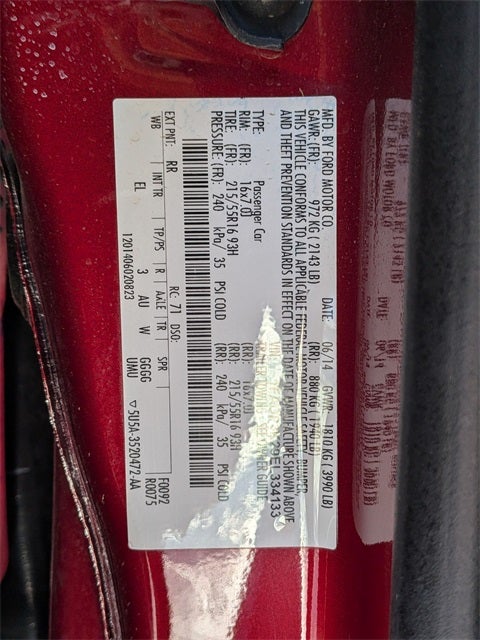 MFD. BY FORD MOTOR CO.
DATE: 06/14 GVWR: 1810 KG ( 3990 LB)
GAWR: (FR): 972 KG ( 2143 LB) (RR): 880 KG ( 1940 LB)
THIS VEHICLE CONFORMS TO ALL APPLICABLE FEDERAL MOTOR VEHICLE SAFETY, BUMPER,
AND THEFT PREVENTION STANDARDS IN EFFECT ON THE DATE OF MANUFACTURE SHOWN ABOVE.
EL334133
TYPE: Passenger Car
RIM: (FR): 16x7.0J (RR): 16x7.0J
TIRE: (FR): 215/55R16 93H (RR): 215/55R16 93H
PRESSURE: (FR): 240 kPa/ 35 PSI COLD (RR): 240 kPa/ 35 PSI COLD
EXT PNT: RR RC: 71 DSO: F0092
WB INT TR TP/PS R AXLE TR SPR R0075
EL 3 AU W GGGG
UMU
1201406020823
5U5A-3520472-AA